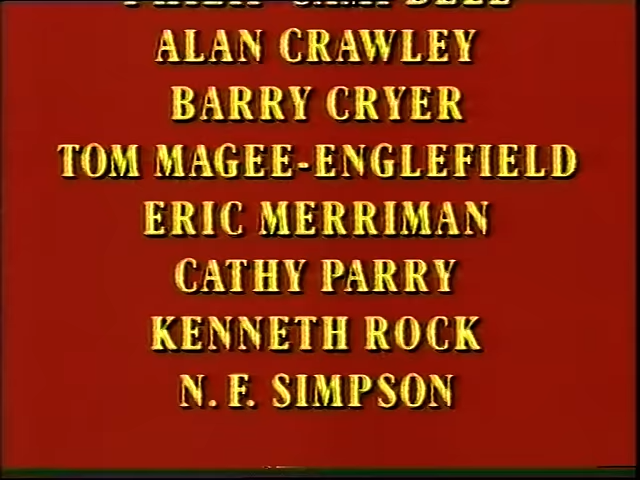 ALAN CRAWLEY
BARRY CRYER
TOM MAGEE-ENGLEFIELD
ERIC MERRIMAN
CATHY PARRY
KENNETH ROCK
N. F. SIMPSON